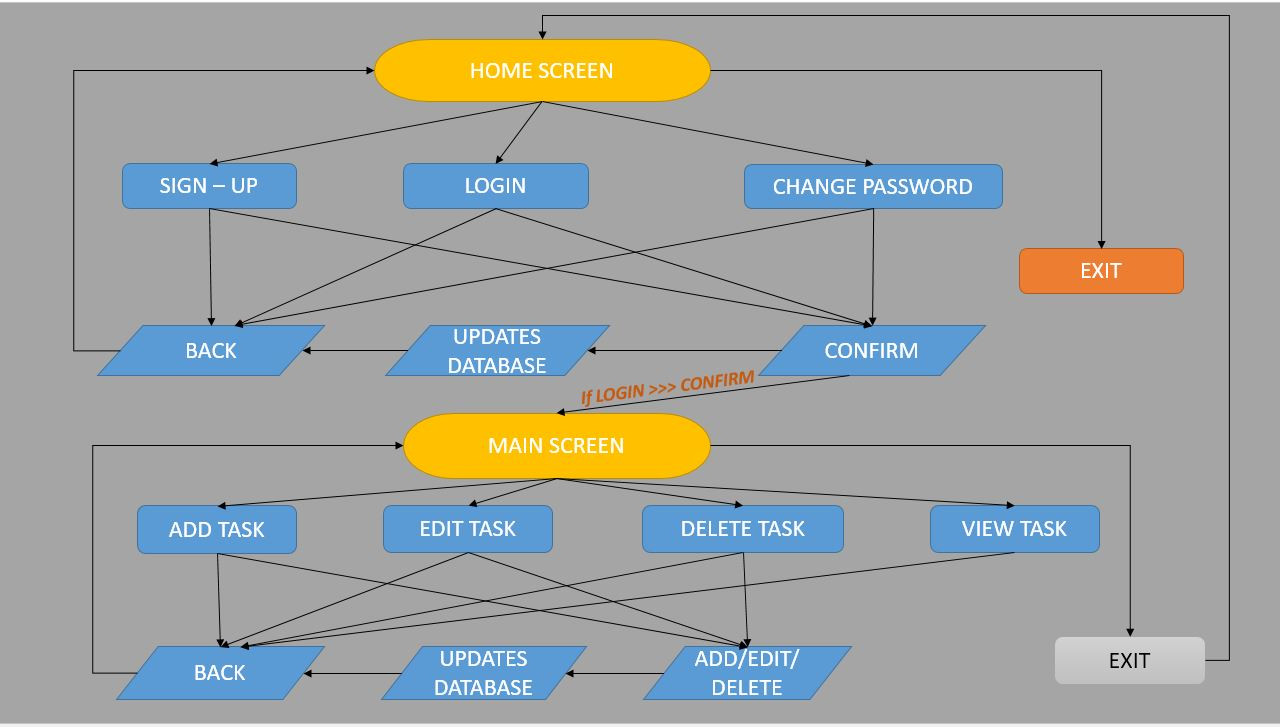 HOME SCREEN
SIGN – UP
LOGIN
CHANGE PASSWORD
EXIT
BACK
UPDATES
DATABASE
CONFIRM
If LOGIN >>> CONFIRM
MAIN SCREEN
ADD TASK
EDIT TASK
DELETE TASK
VIEW TASK
BACK
UPDATES
DATABASE
ADD/EDIT/
DELETE
EXIT